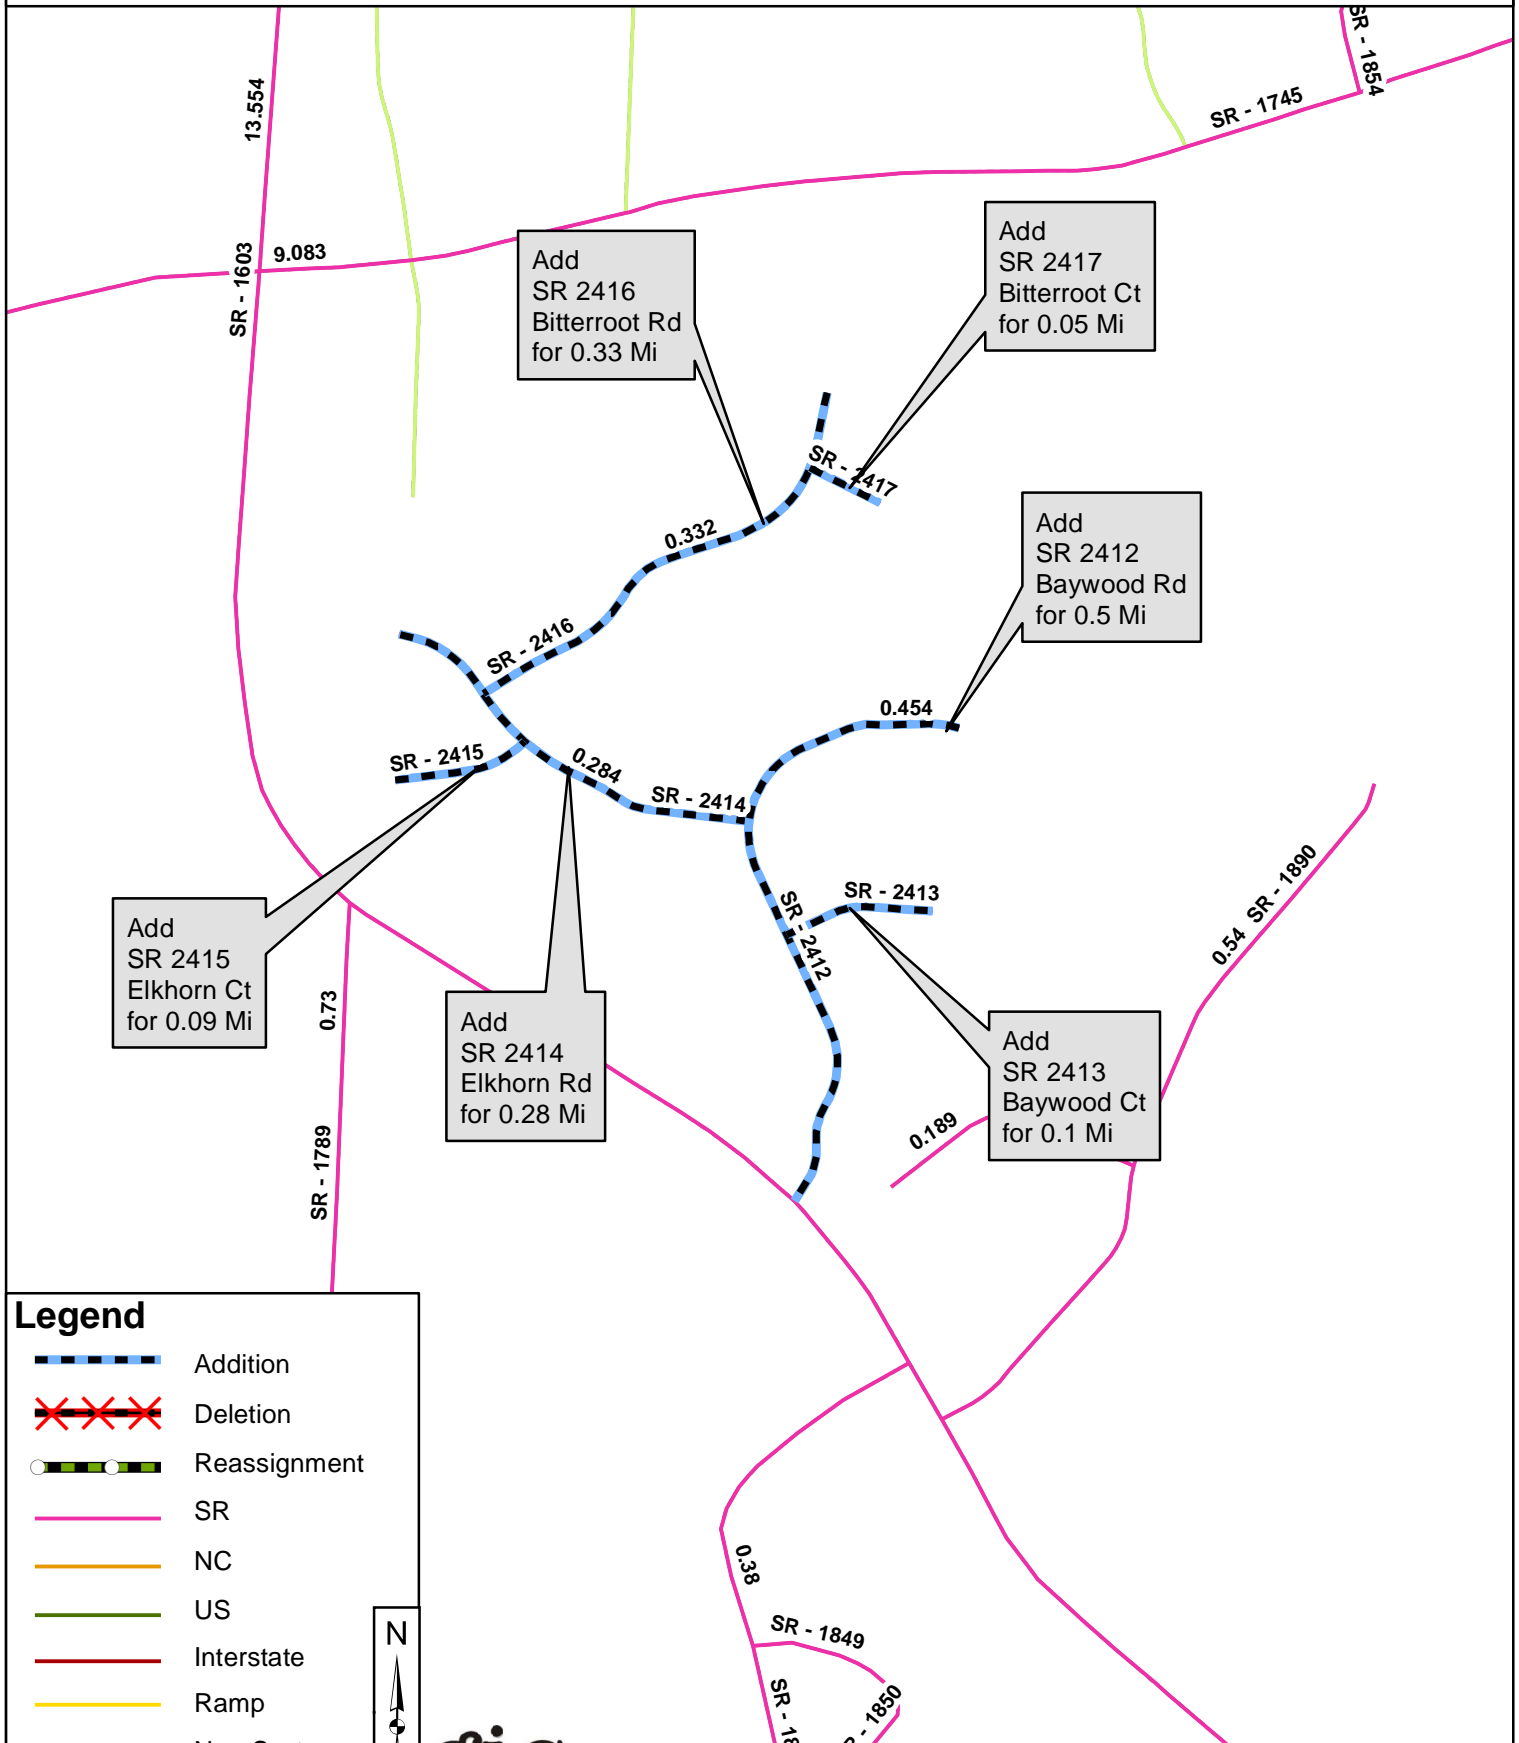 SR - 1854
13.554
SR - 1745
Add
SR 2417
Bitterroot Ct
for 0.05 Mi
SR - 1603
9.083
Add
SR 2416
Bitterroot Rd
for 0.33 Mi
SR - 2417
0.332
Add
SR 2412
Baywood Rd
for 0.5 Mi
SR - 2416
0.454
SR - 2415
0.284
SR - 2414
SR - 2413
SR - 2412
0.54 SR - 1890
Add
SR 2415
Elkhorn Ct
for 0.09 Mi
0.73
Add
SR 2414
Elkhorn Rd
for 0.28 Mi
Add
SR 2413
Baywood Ct
for 0.1 Mi
0.189
SR - 1789
Legend
Addition
Deletion
Reassignment
SR
NC
US
Interstate
Ramp
N
0.38
SR - 1849
SR - 18
- 1850